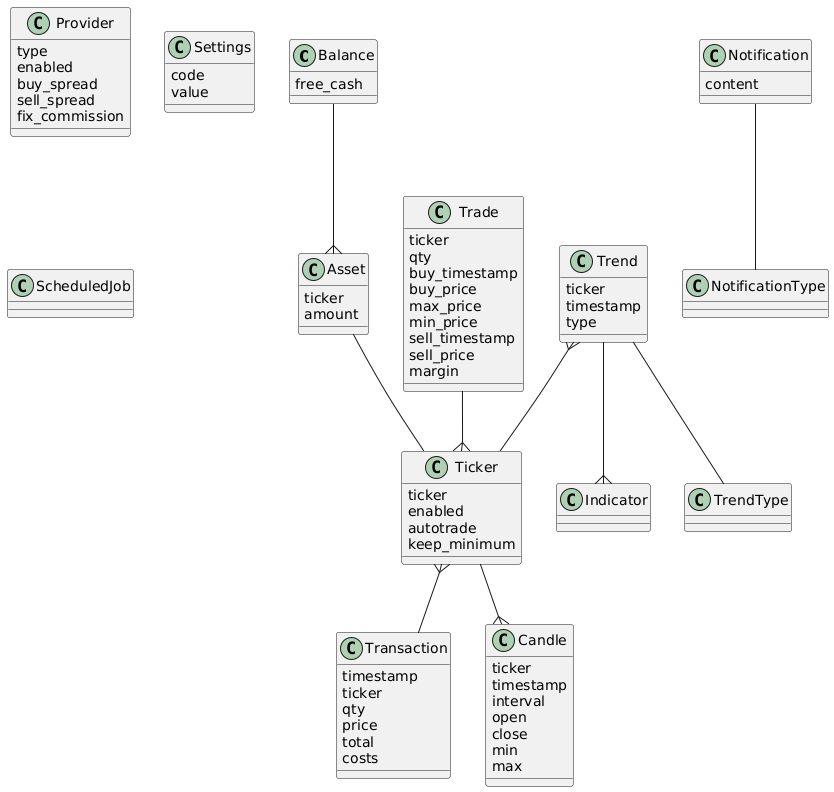 C Provider
type
enabled
buy_spread
sell_spread
fix_commission
C Settings
code
value
C Balance
free_cash
C Notification
content
C ScheduledJob
C Asset
ticker
amount
C Trade
ticker
qty
buy_timestamp
buy_price
max_price
min_price
sell_timestamp
sell_price
margin
C Trend
ticker
timestamp
type
C NotificationType
C Ticker
ticker
enabled
autotrade
keep_minimum
C Indicator
C TrendType
C Transaction
timestamp
ticker
qty
price
total
costs
C Candle
ticker
timestamp
interval
open
close
min
max